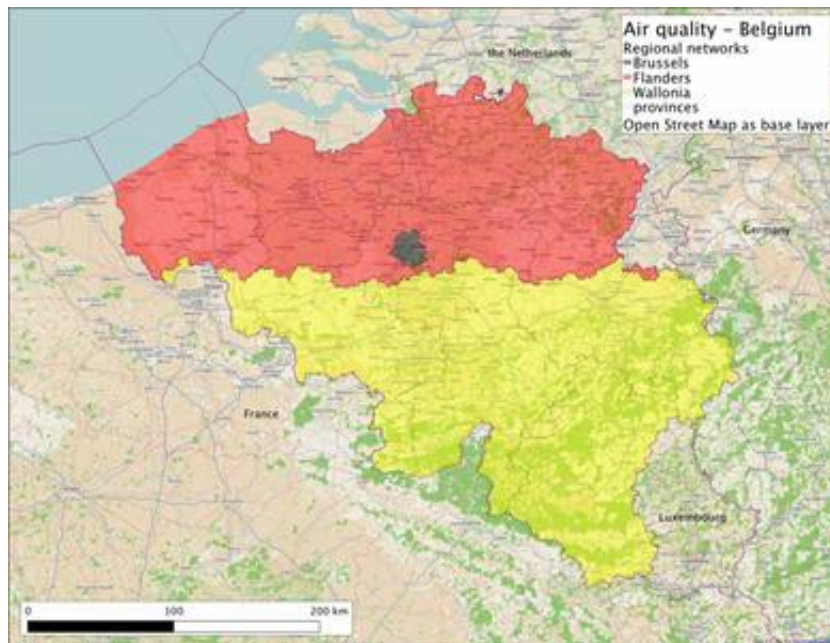 Air quality – Belgium
Regional networks
Brussels
Flanders
Wallonia
provinces
Open Street Map as base layer
the Netherlands
Germany
France
Luxembourg
0 100 200 km